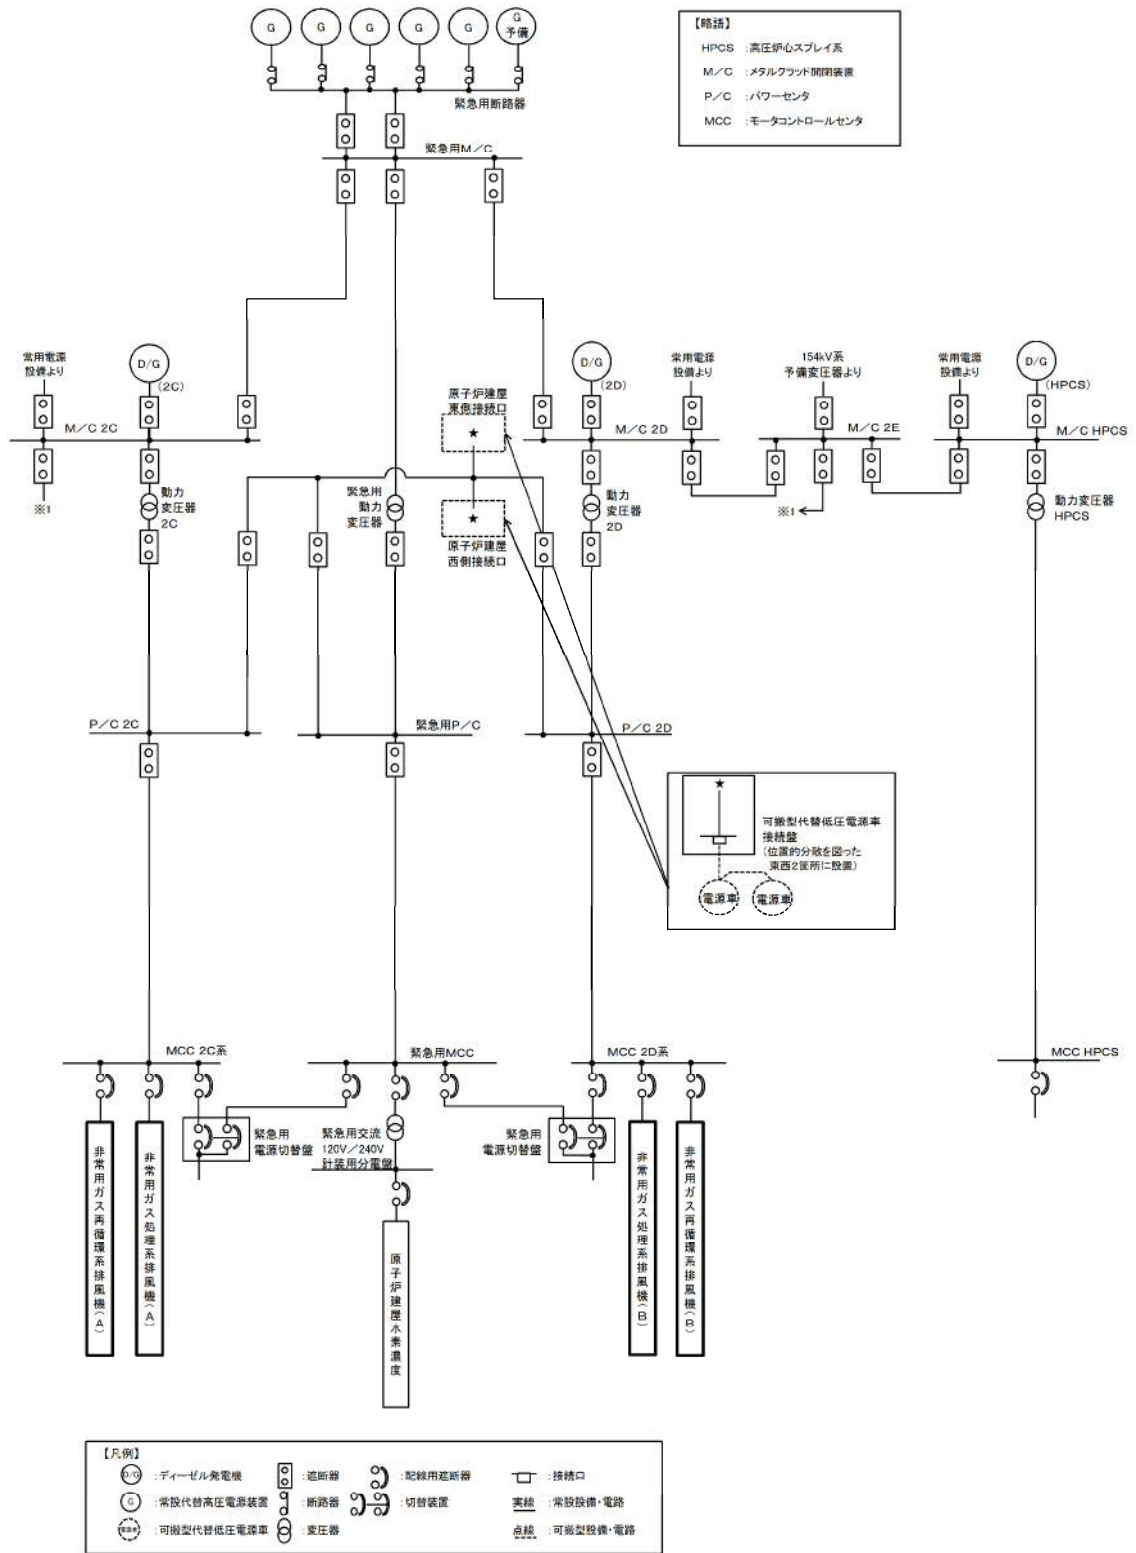 G
G
G
G
G
G
予備
緊急用断路器
【略語】
HPCS ：高圧炉心スプレイ系
M／C ：メタルクラッド開閉装置
P／C ：パワーセンタ
MCC ：モータコントロールセンタ
緊急用M／C
常用電源
設備より
D/G
(2C)
M／C 2C
※1
動力
変圧器
2C
原子炉建屋
東側接続口
★
緊急用
動力
変圧器
★
原子炉建屋
西側接続口
D/G
(2D)
M／C 2D
動力
変圧器
2D
常用電源
設備より
154kV系
予備変圧器より
M／C 2E
※1
常用電源
設備より
D/G
(HPCS)
M／C HPCS
動力変圧器
HPCS
P／C 2C
緊急用P／C
P／C 2D
★
可搬型代替低圧電源車
接続盤
(位置的分散を図った
東西2箇所に設置)
電源車
電源車
MCC 2C系
緊急用MCC
MCC 2D系
MCC HPCS
緊急用
電源切替盤
緊急用交流
120V／240V
計装用分電盤
緊急用
電源切替盤
非常用ガス再循環系排風機(A)
非常用ガス処理系排風機(A)
原子炉建屋水素濃度
非常用ガス処理系排風機(B)
非常用ガス再循環系排風機(B)
【凡例】
D/G ：ディーゼル発電機
：遮断器
：配線用遮断器
：接続口
G ：常設代替高圧電源装置
：断路器
：切替装置
実線 ：常設設備・電路
電源車 ：可搬型代替低圧電源車
：変圧器
点線 ：可搬型設備・電路